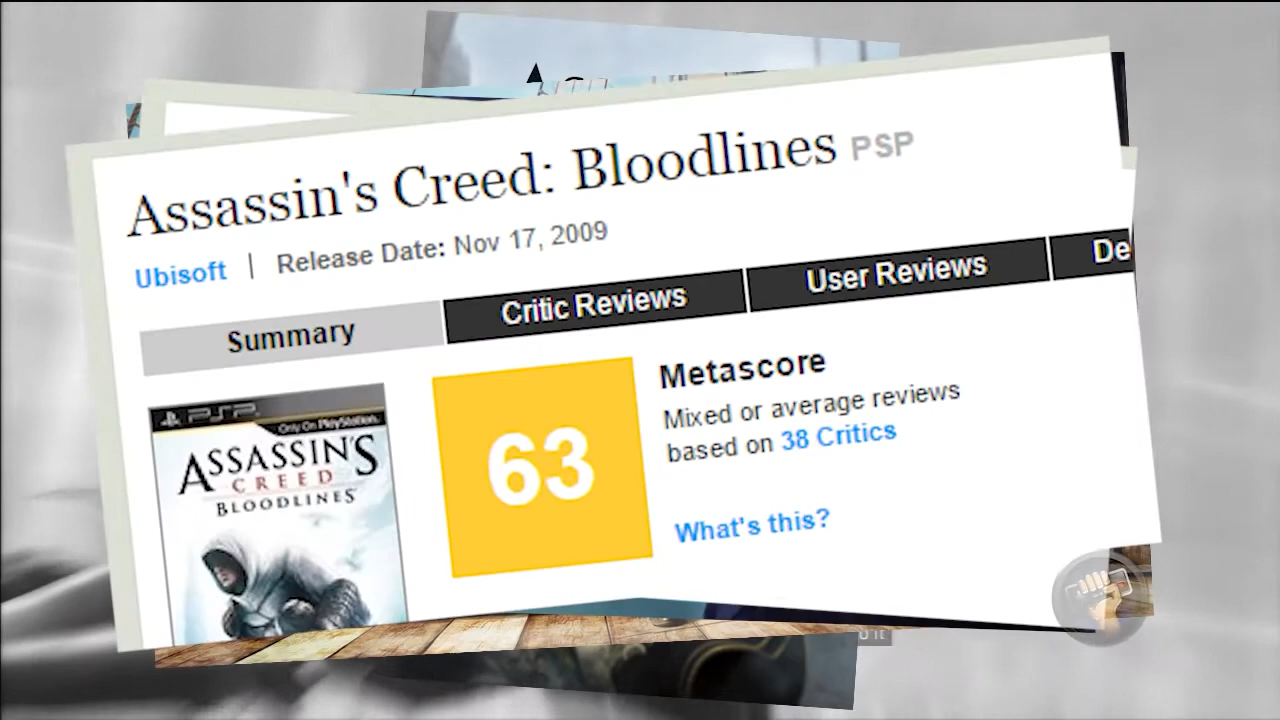 Assassin's Creed: Bloodlines PSP
Ubisoft | Release Date: Nov 17, 2009
Summary
Critic Reviews
User Reviews
De
PSP
Only On PlayStation
ASSASSIN'S
CREED
BLOODLINES
63
Metascore
Mixed or average reviews
based on 38 Critics
What's this?